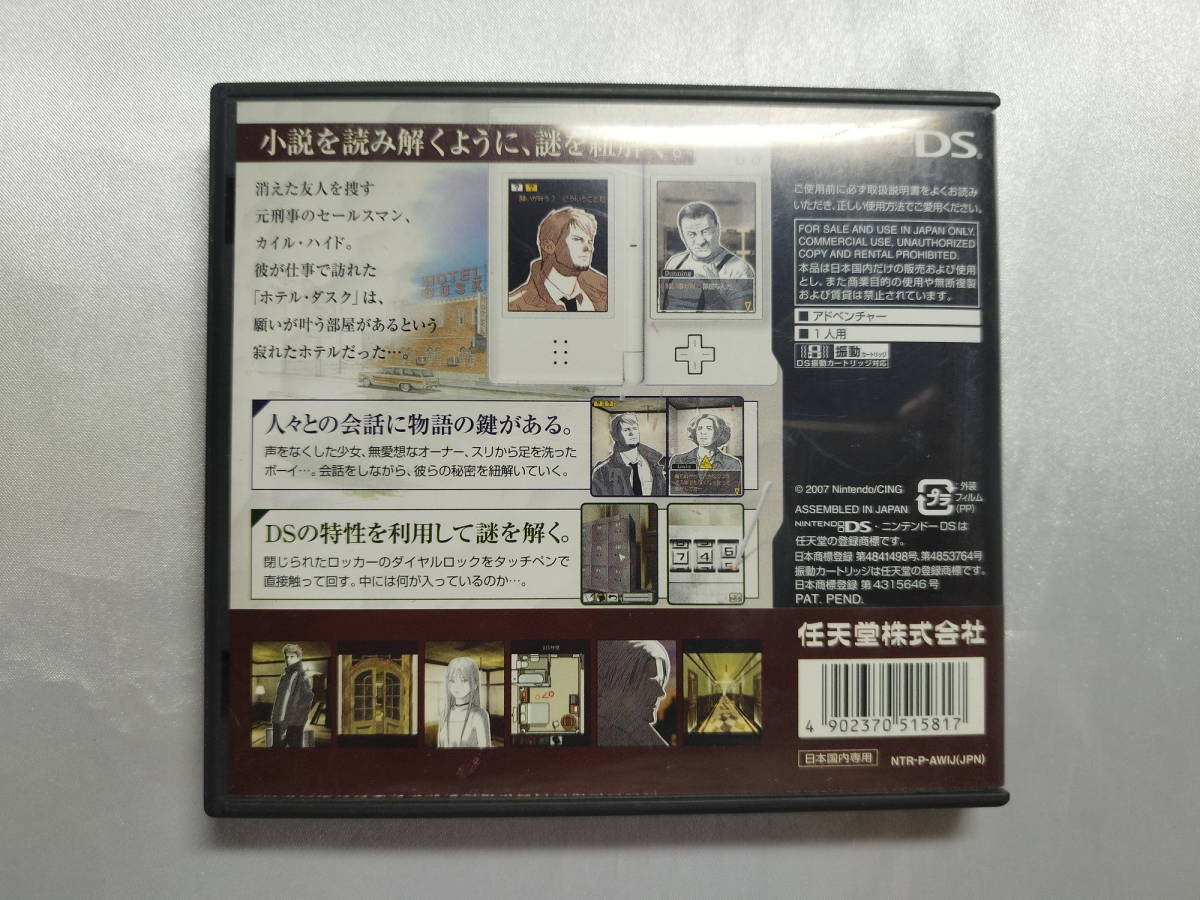 小説を読み解くように、謎を紐解く。
消えた友人を捜す
元刑事のセールスマン、
カイル・ハイド。
彼が仕事で訪れた
「ホテル・ダスク」は、
願いが叶う部屋があるという
寂れたホテルだった…。
HOTEL
DUSK
Dunning
人々との会話に物語の鍵がある。
声をなくした少女、無愛想なオーナー、スリから足を洗った
ボーイ…。会話をしながら、彼らの秘密を紐解いていく。
Louie
DSの特性を利用して謎を解く。
閉じられたロッカーのダイヤルロックをタッチペンで
直接触って回す。中には何が入っているのか…。
7 4 6
DS
ご使用前に必ず取扱説明書をよくお読み
いただき、正しい使用方法でご愛用ください。
FOR SALE AND USE IN JAPAN ONLY.
COMMERCIAL USE, UNAUTHORIZED
COPY AND RENTAL PROHIBITED.
本品は日本国内だけの販売および使用
とし、また商業目的の使用や無断複製
および賃貸は禁止されています。
■ アドベンチャー
■ 1人用
振動カートリッジ
DS振動カートリッジ対応
© 2007 Nintendo/CING
ASSEMBLED IN JAPAN
プラ
: 外装
フィルム
(PP)
NINTENDO DS・ニンテンドーDSは
任天堂の登録商標です。
日本商標登録 第4841498号、第4853764号
振動カートリッジは任天堂の登録商標です。
日本商標登録 第4315646号
PAT. PEND.
任天堂株式会社
4 902370 515817
日本国内専用
NTR-P-AWIJ(JPN)